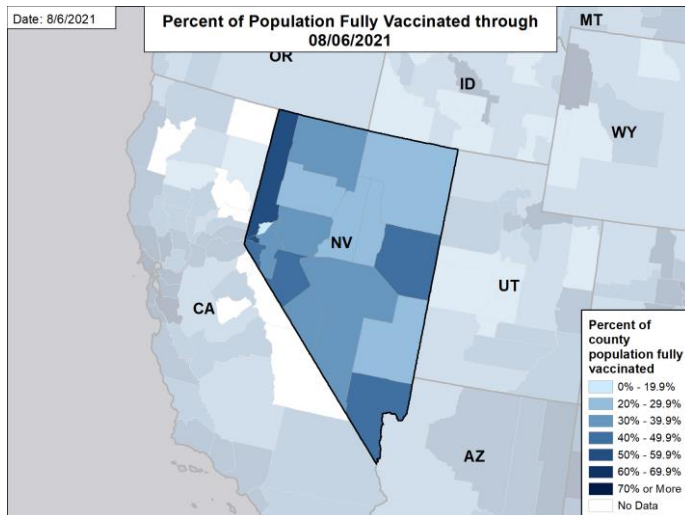 Date: 8/6/2021
Percent of Population Fully Vaccinated through
08/06/2021
MT
OR
ID
WY
NV
UT
CA
AZ
Percent of
county
population fully
vaccinated
0% - 19.9%
20% - 29.9%
30% - 39.9%
40% - 49.9%
50% - 59.9%
60% - 69.9%
70% or More
No Data